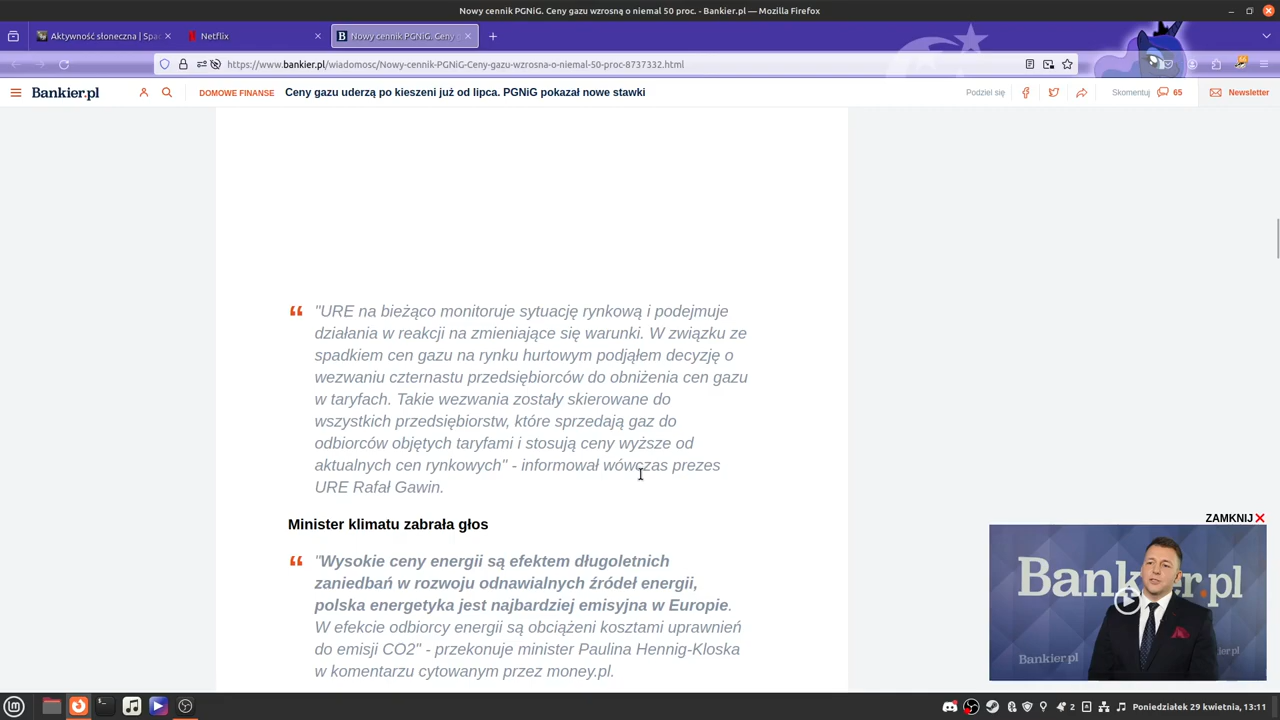 Nowy cennik PGNiG. Ceny gazu wzrosną o niemal 50 proc. - Bankier.pl — Mozilla Firefox
Aktywność słoneczna | Spac
Netflix
Nowy cennik PGNiG. Ceny g
https://www.bankier.pl/wiadomosc/Nowy-cennik-PGNiG-Ceny-gazu-wzrosna-o-niemal-50-proc-8737332.html
Bankier.pl
DOMOWE FINANSE
Ceny gazu uderzą po kieszeni już od lipca. PGNiG pokazał nowe stawki
Podziel się
Skomentuj
65
Newsletter
"URE na bieżąco monitoruje sytuację rynkową i podejmuje
działania w reakcji na zmieniające się warunki. W związku ze
spadkiem cen gazu na rynku hurtowym podjąłem decyzję o
wezwaniu czternastu przedsiębiorców do obniżenia cen gazu
w taryfach. Takie wezwania zostały skierowane do
wszystkich przedsiębiorstw, które sprzedają gaz do
odbiorców objętych taryfami i stosują ceny wyższe od
aktualnych cen rynkowych" - informował wówczas prezes
URE Rafał Gawin.
Minister klimatu zabrała głos
"Wysokie ceny energii są efektem długoletnich
zaniedbań w rozwoju odnawialnych źródeł energii,
polska energetyka jest najbardziej emisyjna w Europie.
W efekcie odbiorcy energii są obciążeni kosztami uprawnień
do emisji CO2" - przekonuje minister Paulina Hennig-Kloska
w komentarzu cytowanym przez money.pl.
ZAMKNIJ
Bankier.pl
Bankier.pl
2
Poniedziałek 29 kwietnia, 13:11